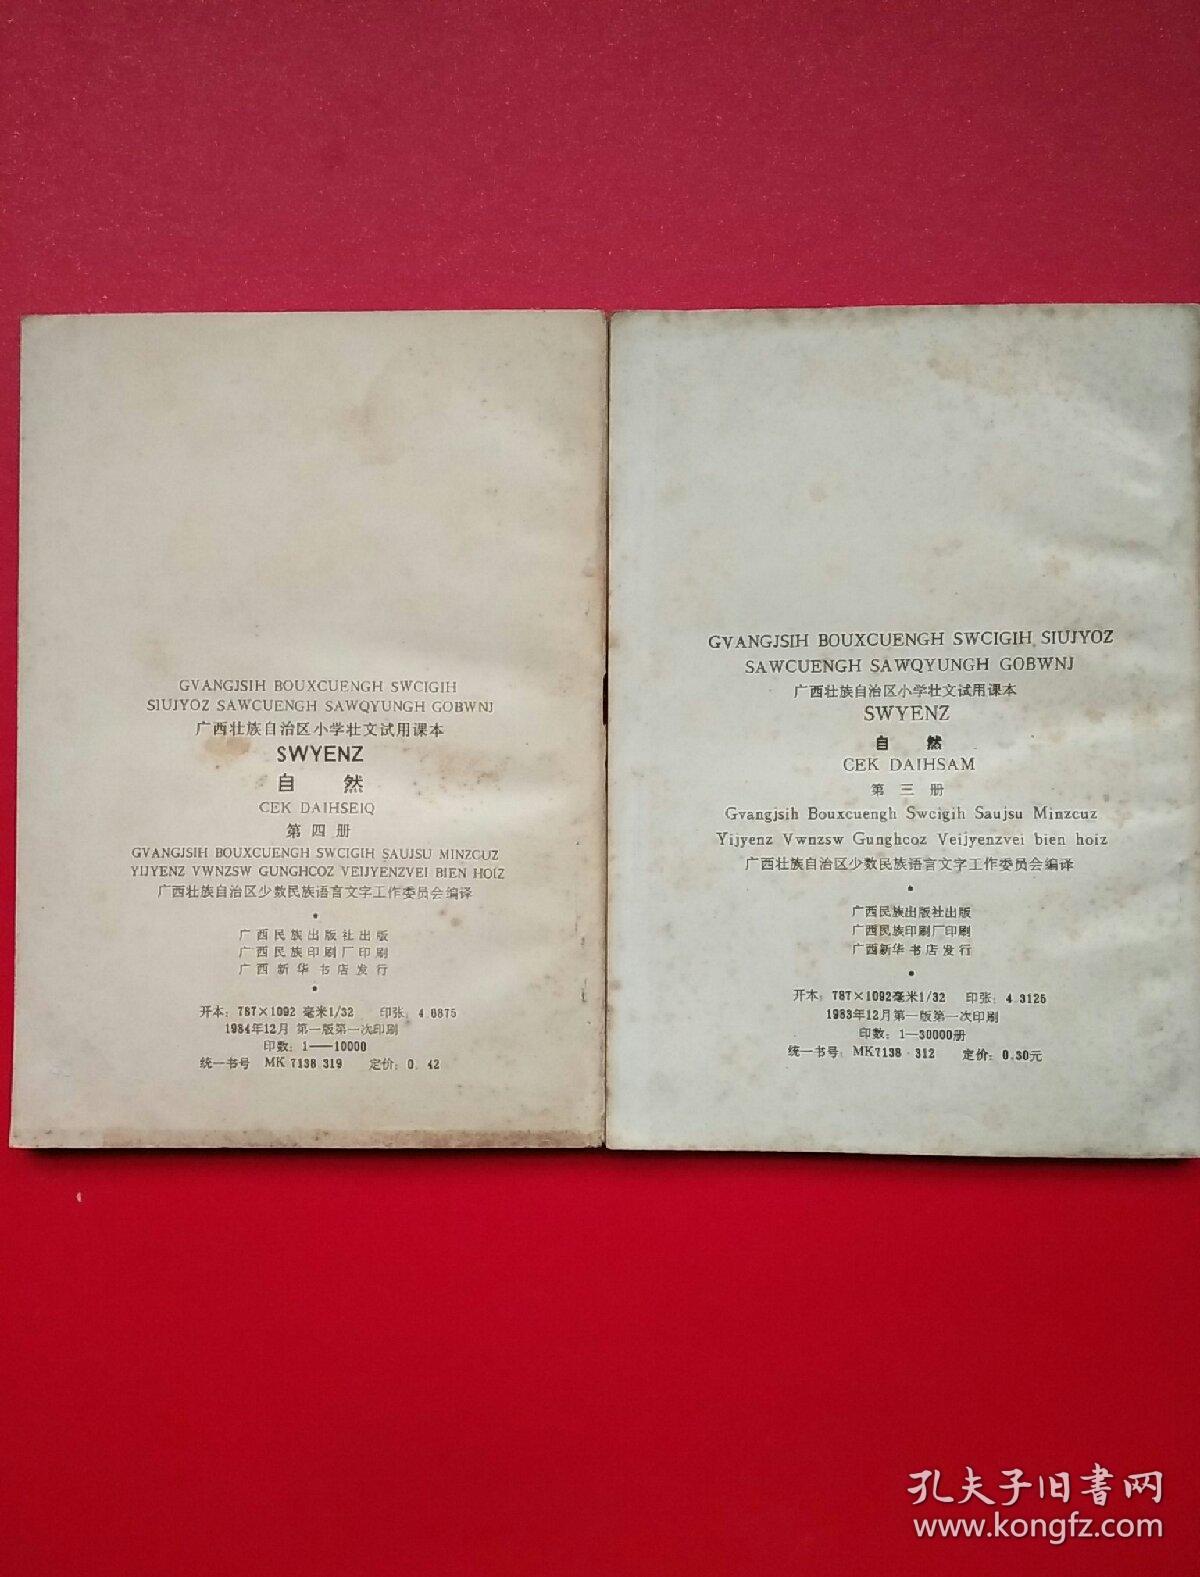 GVANGJSIH BOUXCUENGH SWCIGIH
SIUJYOZ SAWCUENGH SAWQYUNGH GOBWNJ
广西壮族自治区小学壮文试用课本
SWYENZ
自 然
CEK DAIHSEIQ
第四册
GVANGJSIH BOUXCUENGH SWCIGIH SAUJSU MINZCUZ
YIJYENZ VWNZSW GUNGHCOZ VEIJYENZVEI BIEN HOIZ
广西壮族自治区少数民族语言文字工作委员会编译
•
广西民族出版社出版
广西民族印刷厂印刷
广西新华书店发行
•
开本：787×1092 毫米1/32 印张：4.6875
1984年12月 第一版第一次印刷
印数：1——10000
统一书号 MK 7138 319 定价：0.42
GVANGJSIH BOUXCUENGH SWCIGIH SIUJYOZ
SAWCUENGH SAWQYUNGH GOBWNJ
广西壮族自治区小学壮文试用课本
SWYENZ
自 然
CEK DAIHSAM
第 三 册
Gvangjsih Bouxcuengh Swcigih Saujsu Minzcuz
Yijyenz Vwnzsw Gunghcoz Veijyenzvei bien hoiz
广西壮族自治区少数民族语言文字工作委员会编译
•
广西民族出版社出版
广西民族印刷厂印刷
广西新华书店发行
•
开本：787×1092毫米1/32 印张：4.3125
1983年12月第一版第一次印刷
印数：1—30000册
统一书号：MK7138·312 定价：0.30元
孔夫子旧书网
www.kongfz.com